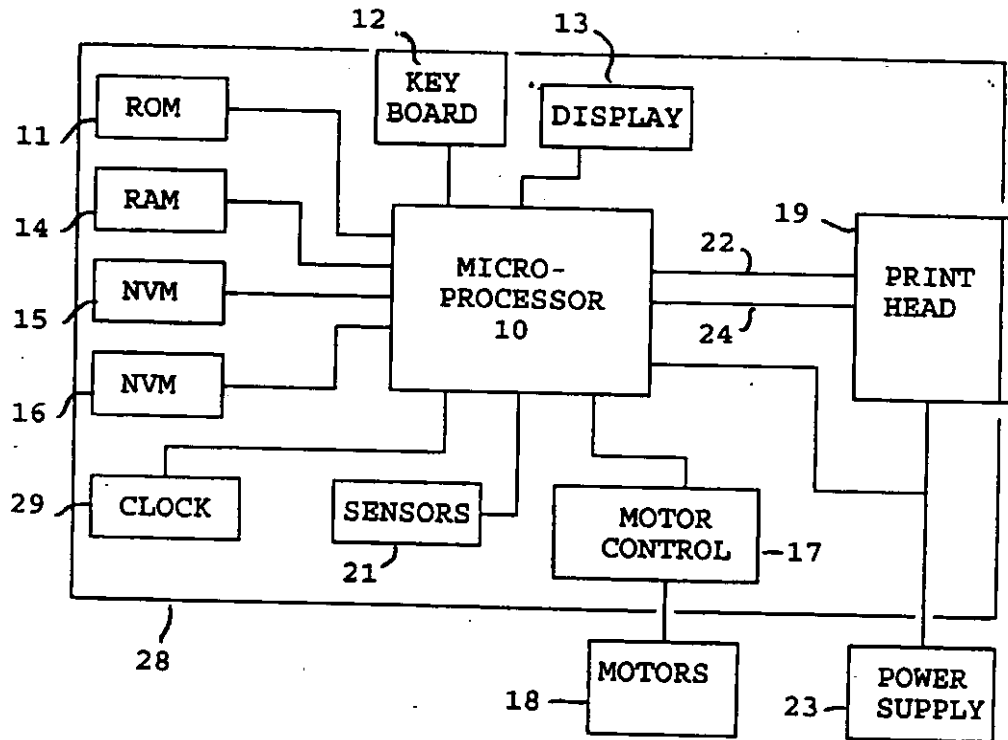 12
13
KEY
BOARD
DISPLAY
ROM
11
RAM
14
NVM
15
NVM
16
MICRO-
PROCESSOR
10
19
22
24
PRINT
HEAD
CLOCK
29
SENSORS
21
MOTOR
CONTROL
17
28
MOTORS
18
POWER
SUPPLY
23